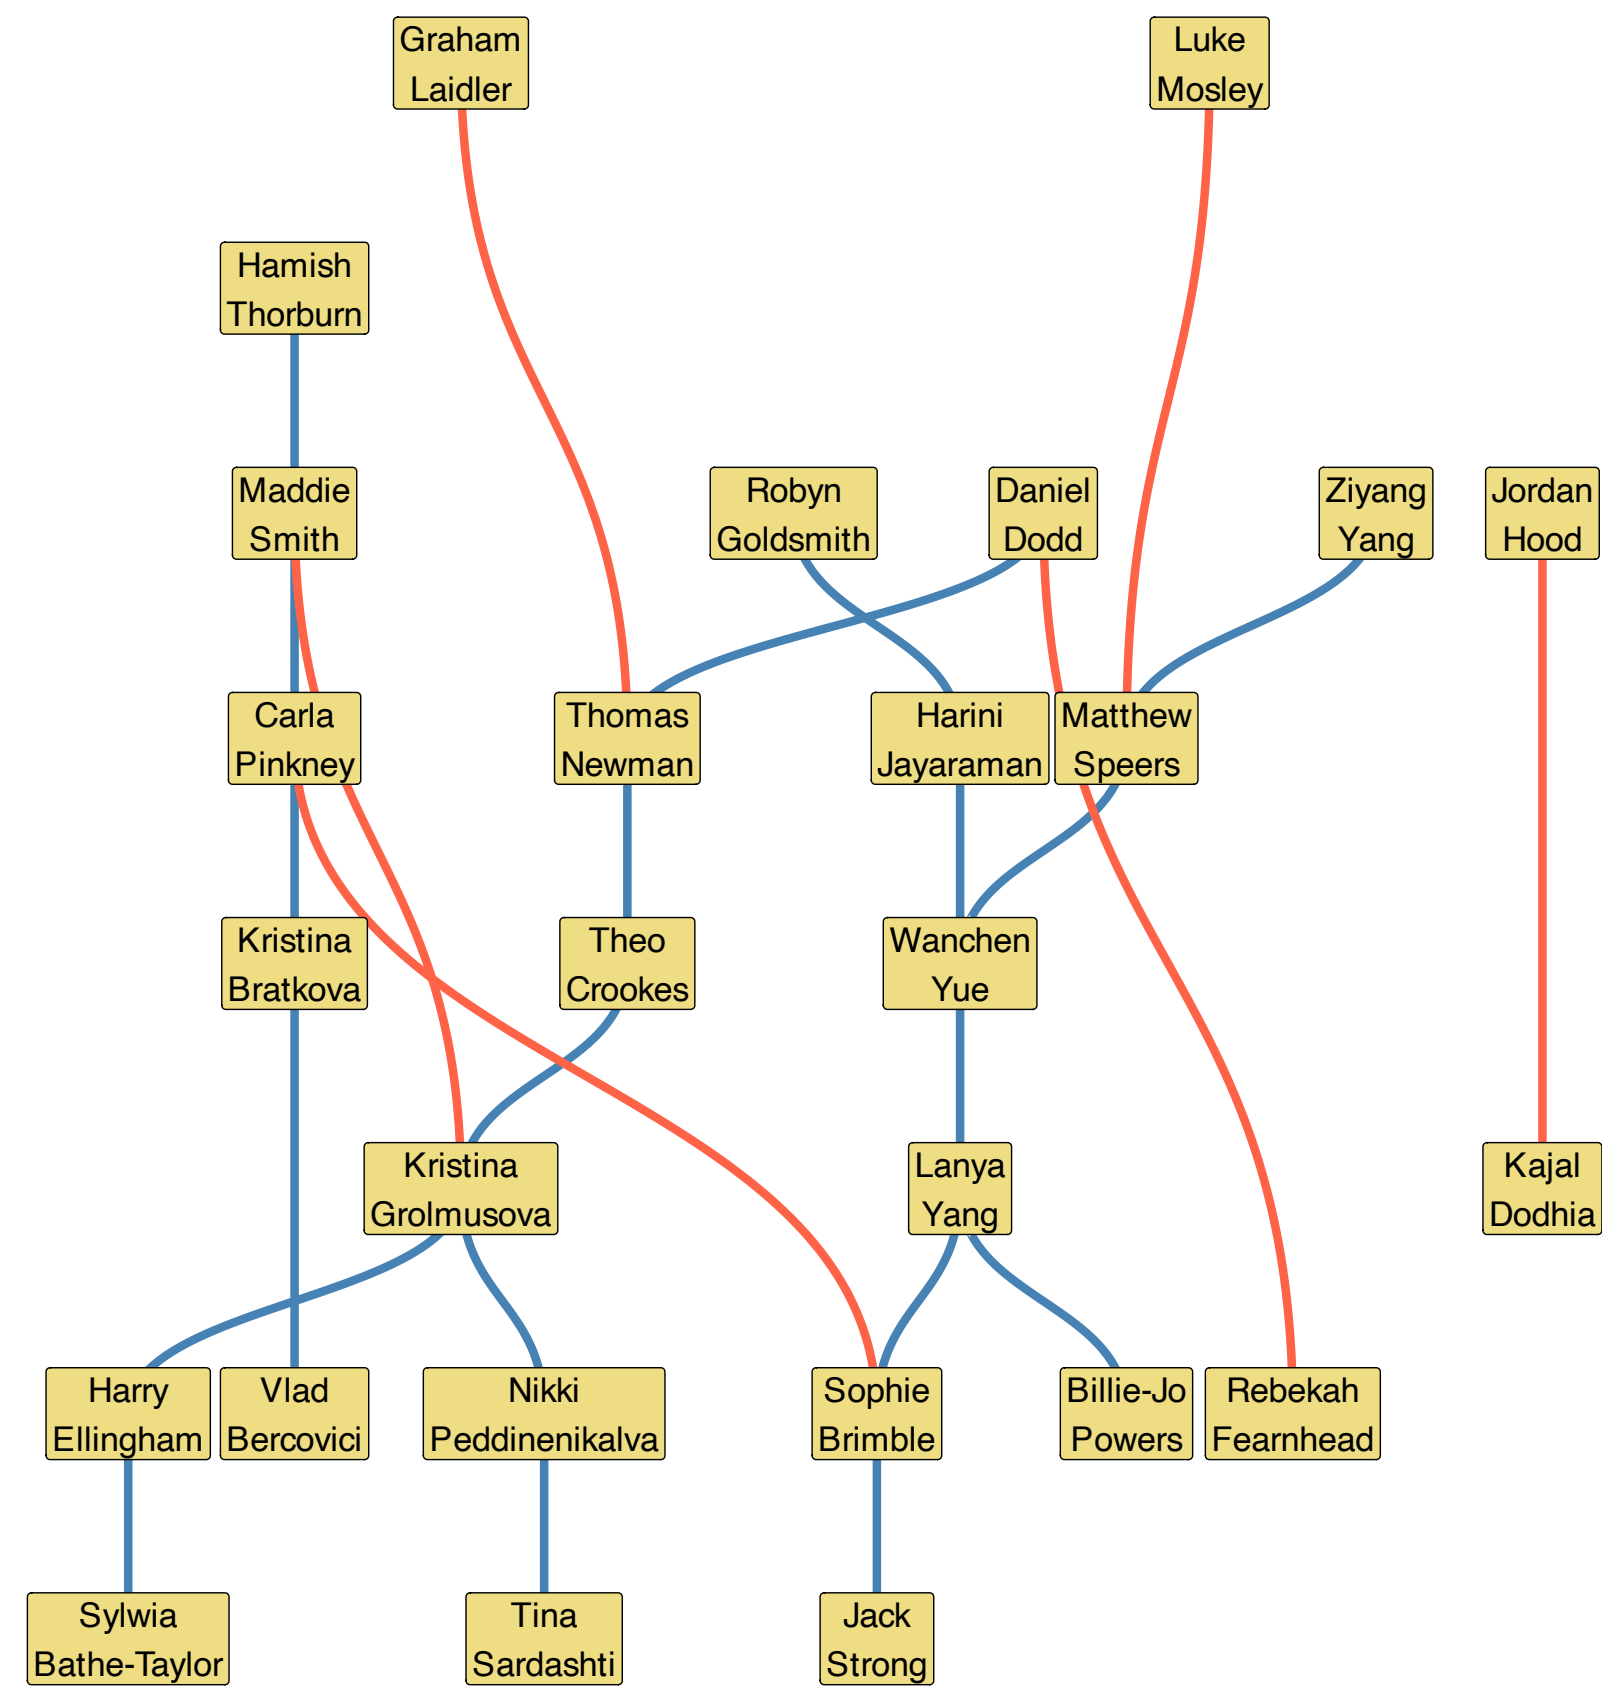 Graham
Laidler
Luke
Mosley
Hamish
Thorburn
Maddie
Smith
Robyn
Goldsmith
Daniel
Dodd
Ziyang
Yang
Jordan
Hood
Carla
Pinkney
Thomas
Newman
Harini
Jayaraman
Matthew
Speers
Kristina
Bratkova
Theo
Crookes
Wanchen
Yue
Kristina
Grolmusova
Lanya
Yang
Kajal
Dodhia
Harry
Ellingham
Vlad
Bercovici
Nikki
Peddinenikalva
Sophie
Brimble
Billie-Jo
Powers
Rebekah
Fearnhead
Sylwia
Bathe-Taylor
Tina
Sardashti
Jack
Strong